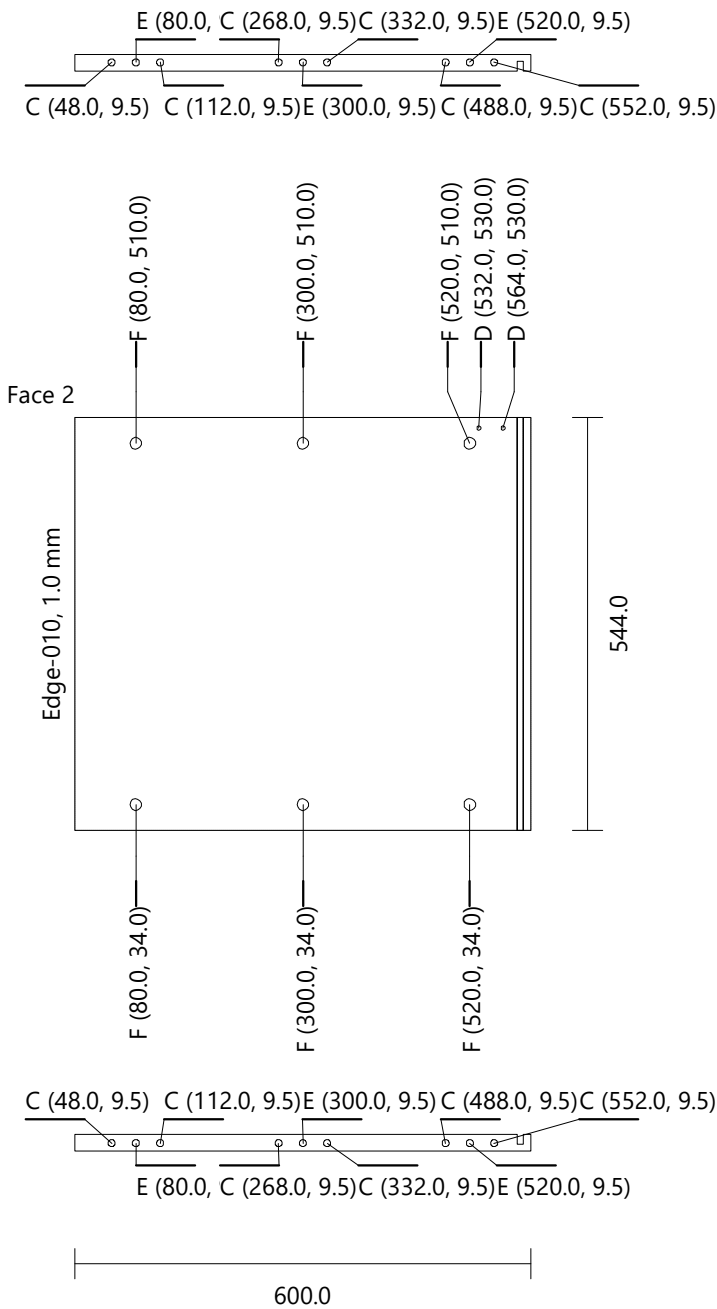 E (80.0, C (268.0, 9.5) C (332.0, 9.5) E (520.0, 9.5)
C (48.0, 9.5) C (112.0, 9.5) E (300.0, 9.5) C (488.0, 9.5) C (552.0, 9.5)
F (80.0, 510.0)
F (300.0, 510.0)
F (520.0, 510.0)
D (532.0, 530.0)
D (564.0, 530.0)
Face 2
Edge-010, 1.0 mm
544.0
F (80.0, 34.0)
F (300.0, 34.0)
F (520.0, 34.0)
C (48.0, 9.5) C (112.0, 9.5) E (300.0, 9.5) C (488.0, 9.5) C (552.0, 9.5)
E (80.0, C (268.0, 9.5) C (332.0, 9.5) E (520.0, 9.5)
600.0